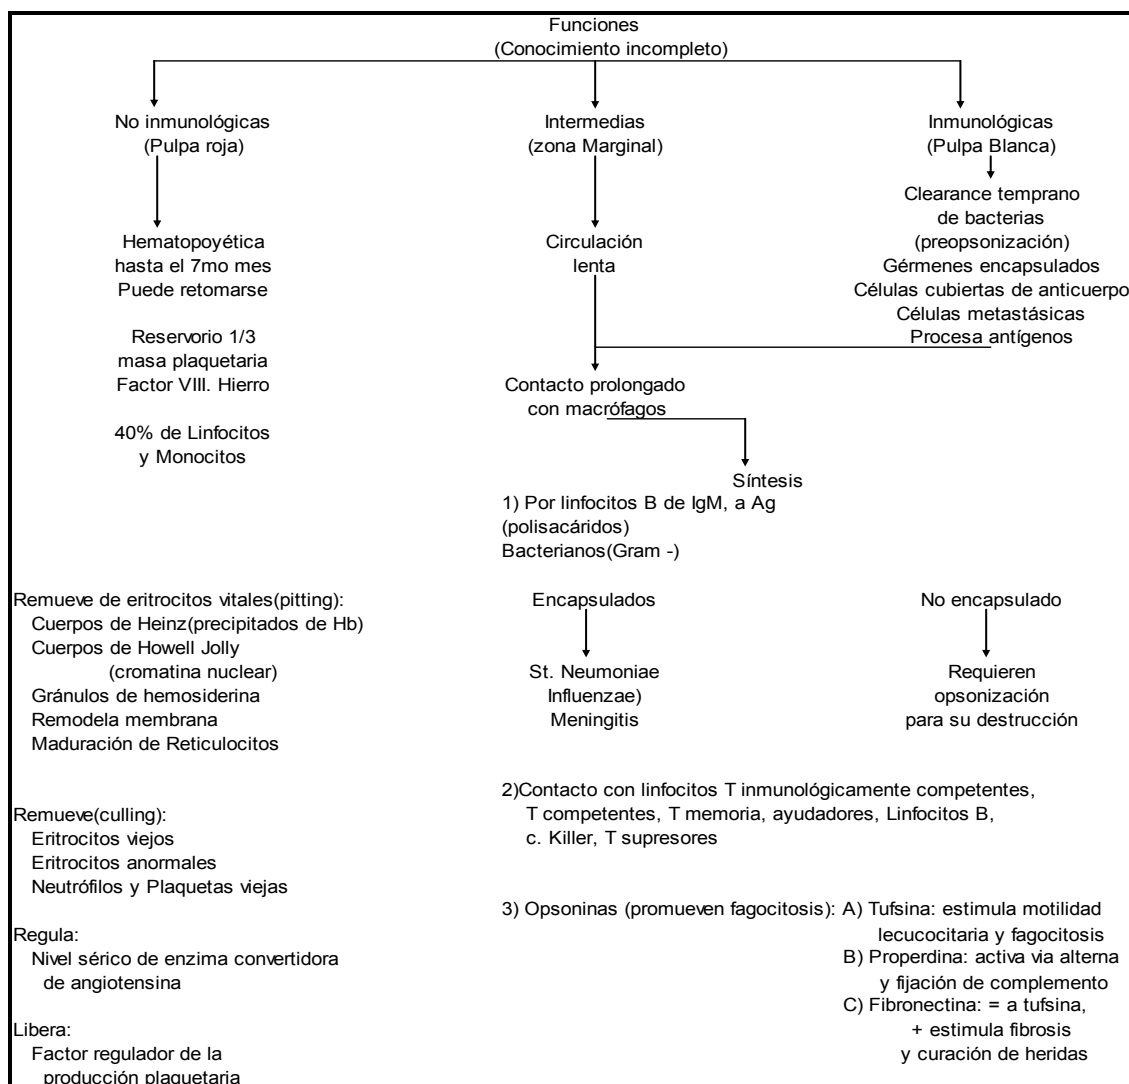 Funciones
(Conocimiento incompleto)
No inmunológicas
(Pulpa roja)
Intermedias
(zona Marginal)
Inmunológicas
(Pulpa Blanca)
Hematopoyética
hasta el 7mo mes
Puede retomarse
Reservorio 1/3
masa plaquetaria
Factor VIII. Hierro
40% de Linfocitos
y Monocitos
Circulación
lenta
Clearance temprano
de bacterias
(preopsonización)
Gérmenes encapsulados
Células cubiertas de anticuerpo
Células metastásicas
Procesa antígenos
Contacto prolongado
con macrófagos
Síntesis
1) Por linfocitos B de IgM, a Ag
(polisacáridos)
Bacterianos(Gram -)
Remueve de eritrocitos vitales(pitting):
Cuerpos de Heinz(precipitados de Hb)
Cuerpos de Howell Jolly
(cromatina nuclear)
Gránulos de hemosiderina
Remodela membrana
Maduración de Reticulocitos
Encapsulados
St. Neumoniae
Influenzae)
Meningitis
No encapsulado
Requieren
opsonización
para su destrucción
Remueve(culling):
Eritrocitos viejos
Eritrocitos anormales
Neutrófilos y Plaquetas viejas
2)Contacto con linfocitos T inmunológicamente competentes,
T competentes, T memoria, ayudadores, Linfocitos B,
c. Killer, T supresores
Regula:
Nivel sérico de enzima convertidora
de angiotensina
Libera:
Factor regulador de la
producción plaquetaria
3) Opsoninas (promueven fagocitosis): A) Tufsina: estimula motilidad
lecucocitaria y fagocitosis
B) Properdina: activa via alterna
y fijación de complemento
C) Fibronectina: = a tufsina,
+ estimula fibrosis
y curación de heridas